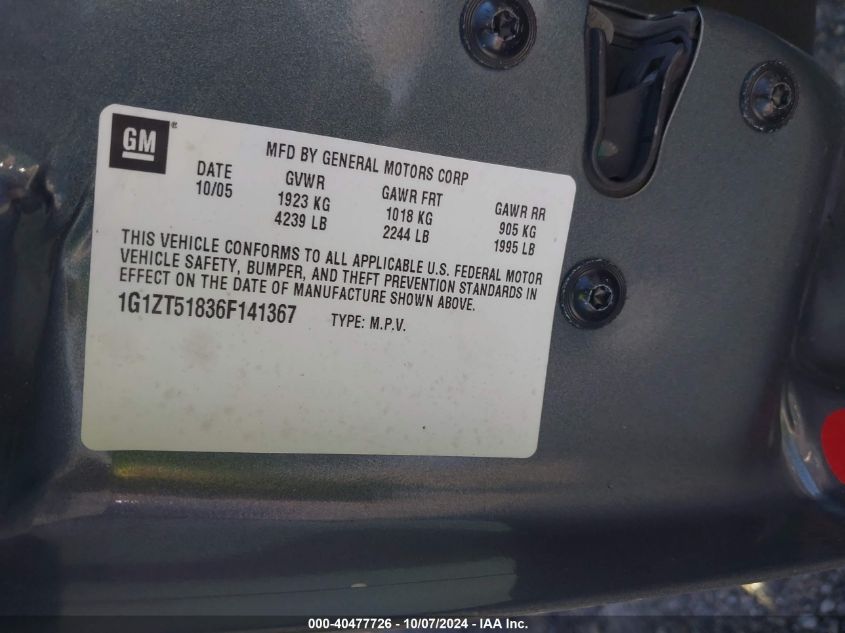 GM®
MFD BY GENERAL MOTORS CORP
DATE GVWR GAWR FRT GAWR RR
10/05 1923 KG 1018 KG 905 KG
4239 LB 2244 LB 1995 LB
THIS VEHICLE CONFORMS TO ALL APPLICABLE U.S. FEDERAL MOTOR
VEHICLE SAFETY, BUMPER, AND THEFT PREVENTION STANDARDS IN
EFFECT ON THE DATE OF MANUFACTURE SHOWN ABOVE.
1G1ZT51836F141367 TYPE: M.P.V.
000-40477726 - 10/07/2024 - IAA Inc.